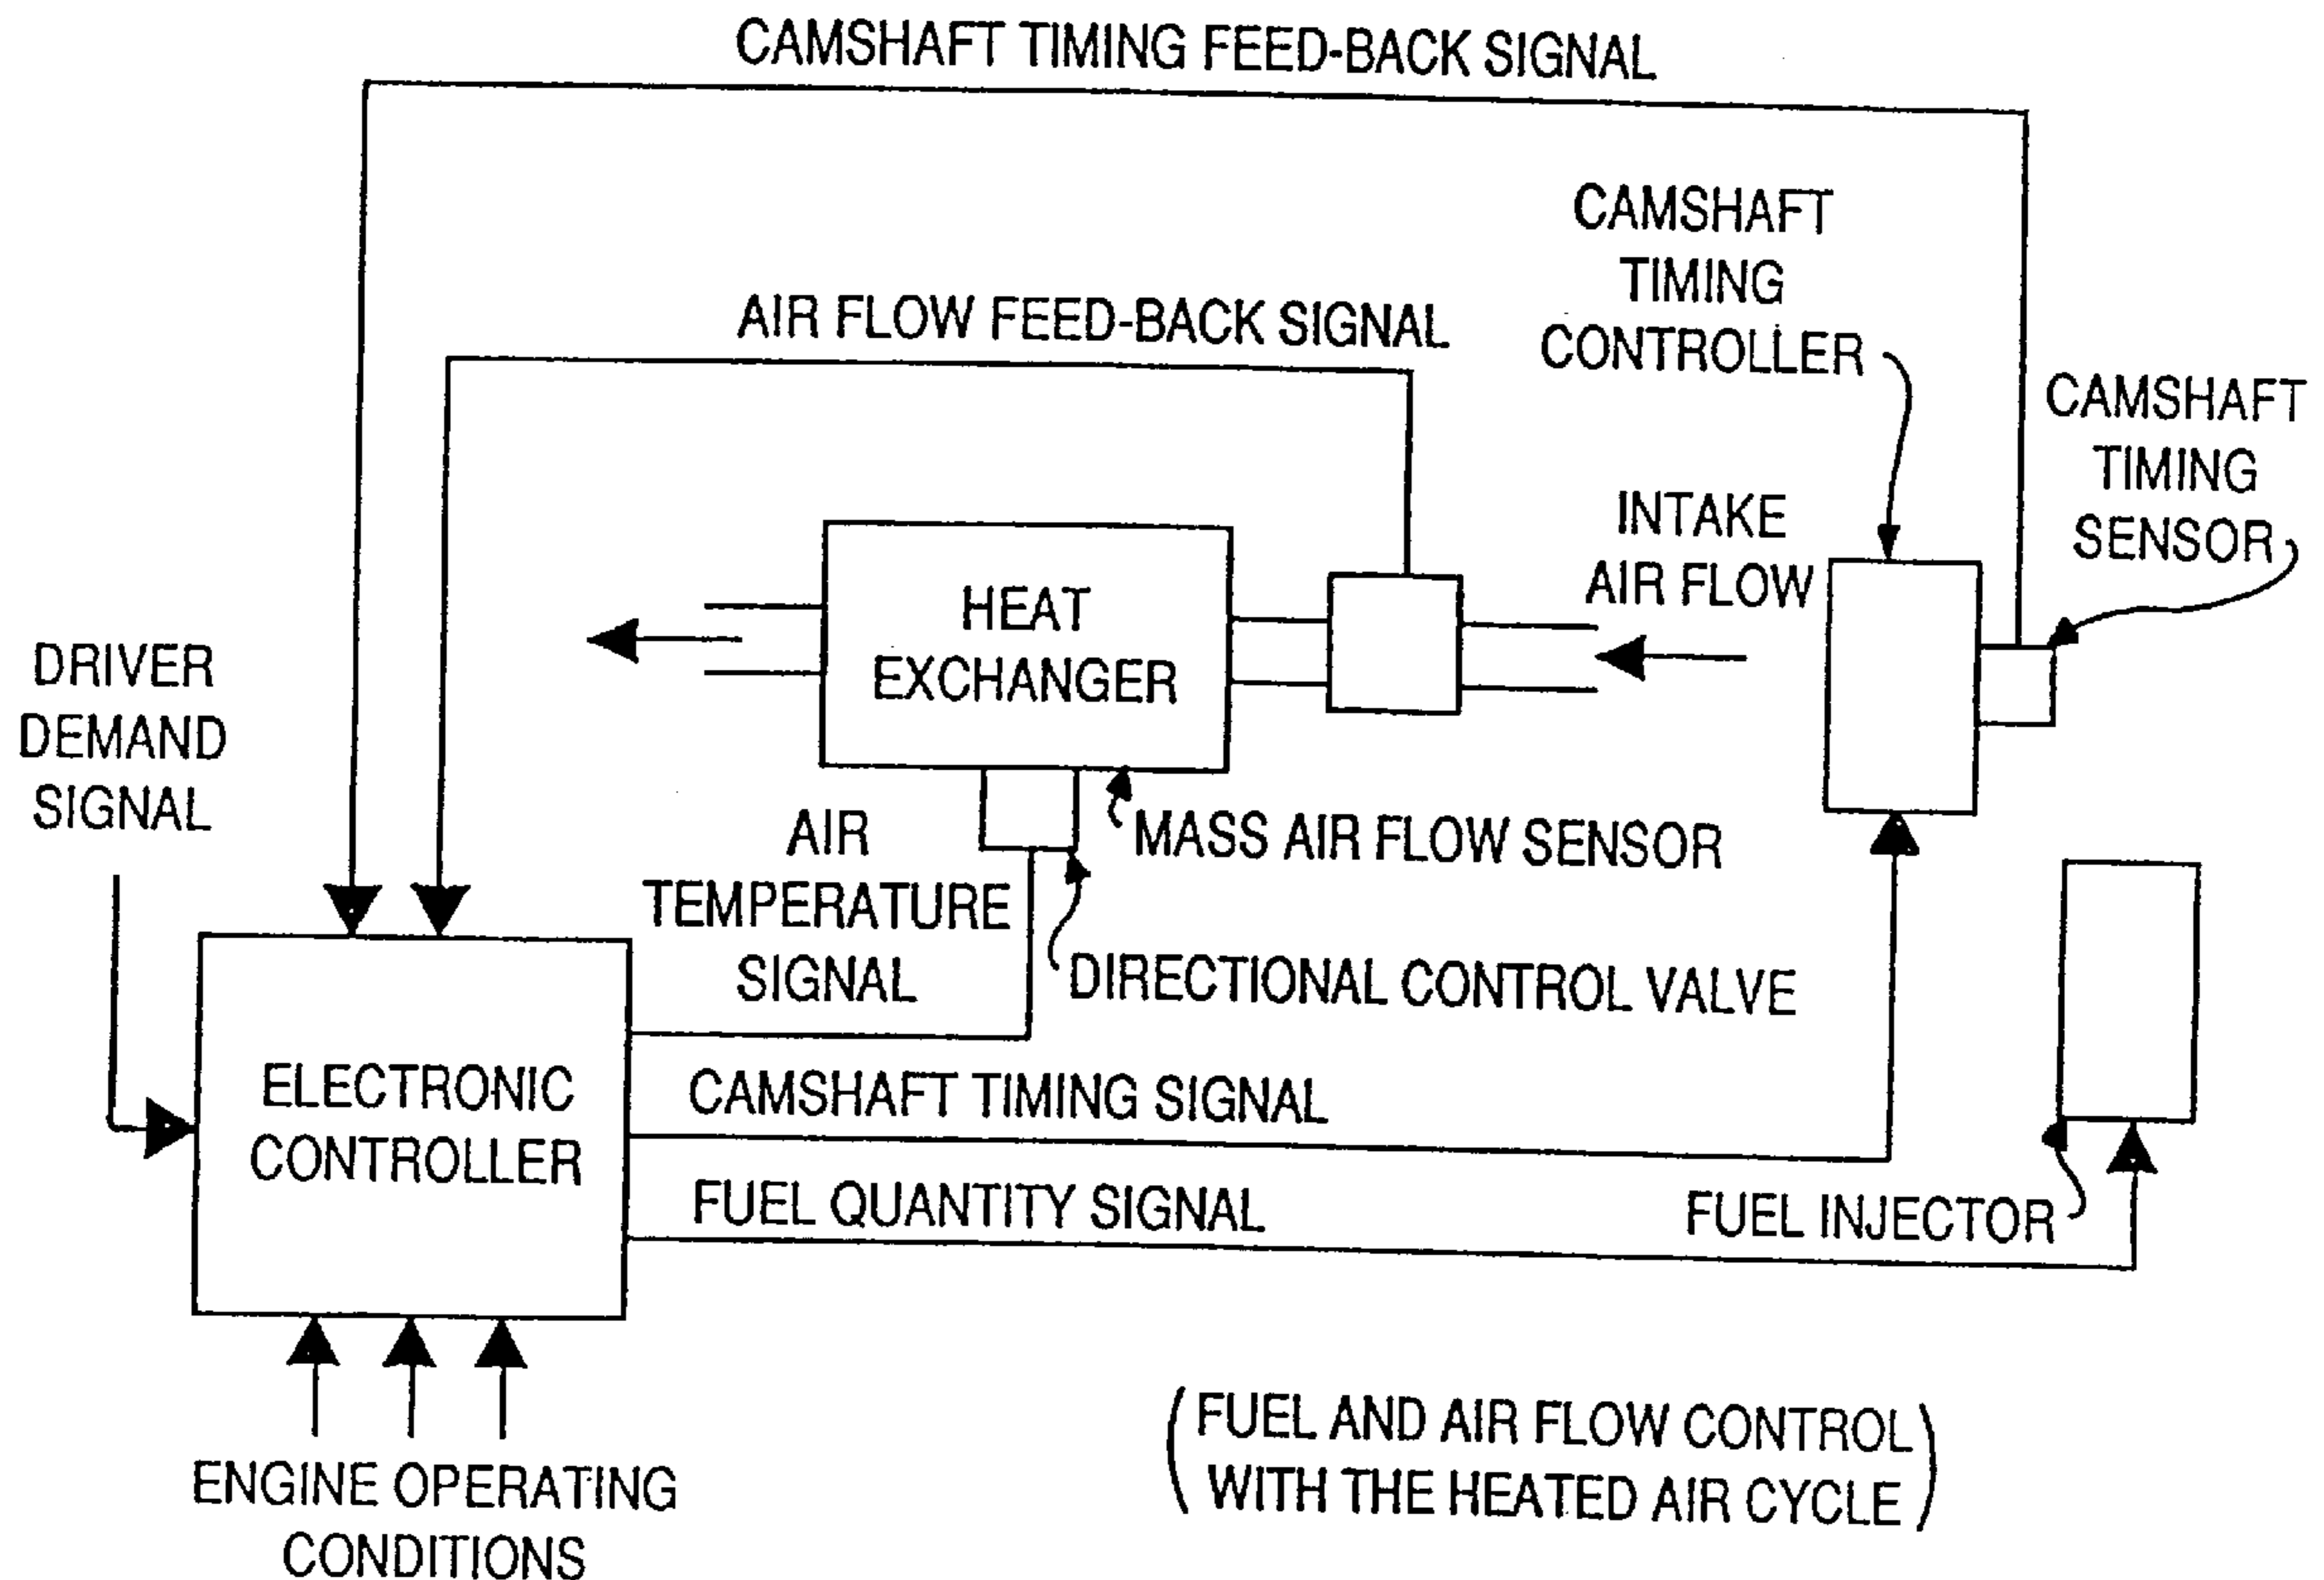 CAMSHAFT TIMING FEED-BACK SIGNAL
CAMSHAFT
TIMING
CONTROLLER
AIR FLOW FEED-BACK SIGNAL
CAMSHAFT
TIMING
SENSOR
INTAKE
AIR FLOW
HEAT
EXCHANGER
DRIVER
DEMAND
SIGNAL
MASS AIR FLOW SENSOR
AIR
TEMPERATURE
SIGNAL
DIRECTIONAL CONTROL VALVE
ELECTRONIC
CONTROLLER
CAMSHAFT TIMING SIGNAL
FUEL QUANTITY SIGNAL
FUEL INJECTOR
ENGINE OPERATING
CONDITIONS
(FUEL AND AIR FLOW CONTROL
WITH THE HEATED AIR CYCLE)